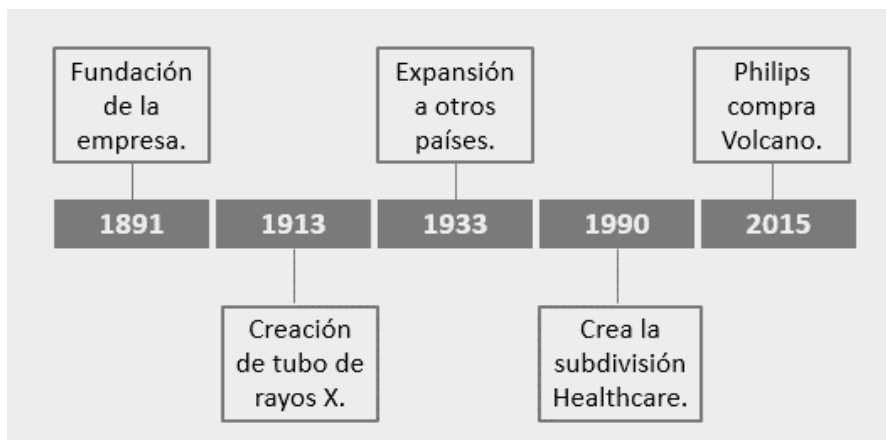 Fundación
de la
empresa.
Expansión
a otros
países.
Philips
compra
Volcano.
1891
1913
1933
1990
2015
Creación
de tubo de
rayos X.
Crea la
subdivisión
Healthcare.